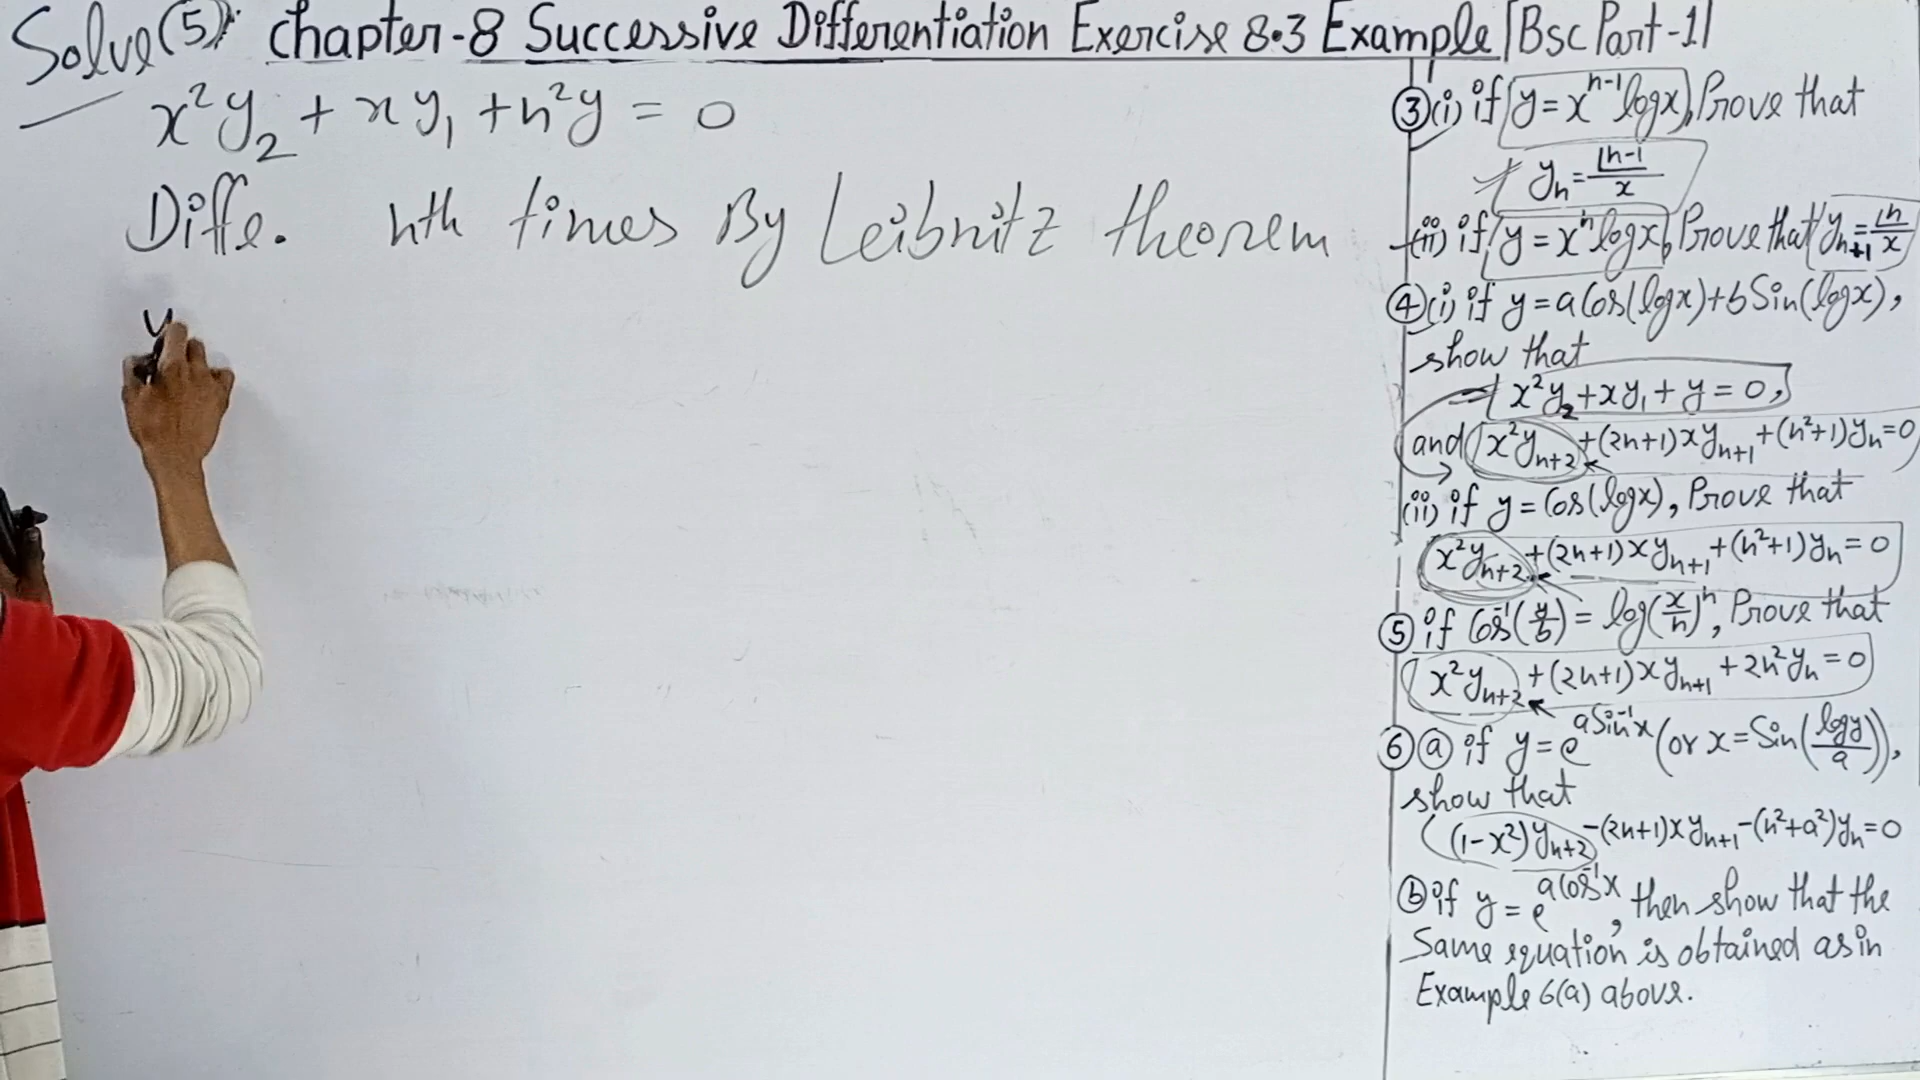 Solve (5): Chapter-8 Successive Differentiation Exercise 8.3 Example [Bsc Part-1]
x²y₂ + xy₁ + n²y = 0
Diffe. nth times By Leibnitz theorem
y
③(i) if y = xⁿ⁻¹logx, Prove that
yₙ = ⌊n-1/x
(ii) if y = xⁿlogx, Prove that yₙ₊₁ = ⌊n/x
④(i) if y = a Cos(logx) + b Sin(logx),
show that
x²y₂ + xy₁ + y = 0,
and x²yₙ₊₂ + (2n+1)xyₙ₊₁ + (n²+1)yₙ = 0
(ii) if y = Cos(logx), Prove that
x²yₙ₊₂ + (2n+1)xyₙ₊₁ + (n²+1)yₙ = 0
⑤ if Cos⁻¹(y/b) = log(x/n)ⁿ, Prove that
x²yₙ₊₂ + (2n+1)xyₙ₊₁ + 2n²yₙ = 0
⑥ⓐ if y = e^(a Sin⁻¹x) (or x = Sin(logy/a)),
show that
(1-x²)yₙ₊₂ - (2n+1)xyₙ₊₁ - (n²+a²)yₙ = 0
ⓑ if y = e^(a Cos⁻¹x), then show that the
Same equation is obtained as in
Example 6(a) above.